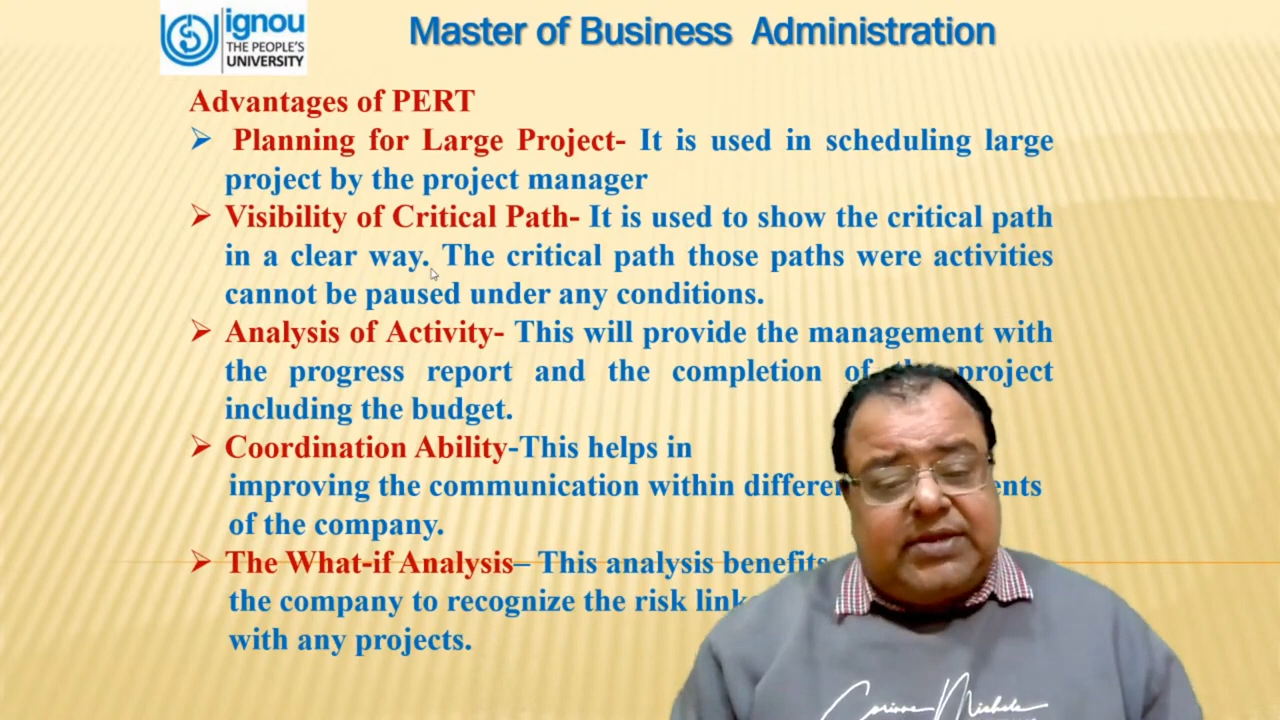 ignou
THE PEOPLE'S
UNIVERSITY
Master of Business Administration
Advantages of PERT
➢ Planning for Large Project- It is used in scheduling large
project by the project manager
➢ Visibility of Critical Path- It is used to show the critical path
in a clear way. The critical path those paths were activities
cannot be paused under any conditions.
➢ Analysis of Activity- This will provide the management with
the progress report and the completion of project
including the budget.
➢ Coordination Ability-This helps in
improving the communication within
of the company.
➢ The What-if Analysis– This analysis benefits
the company to recognize the risk
with any projects.